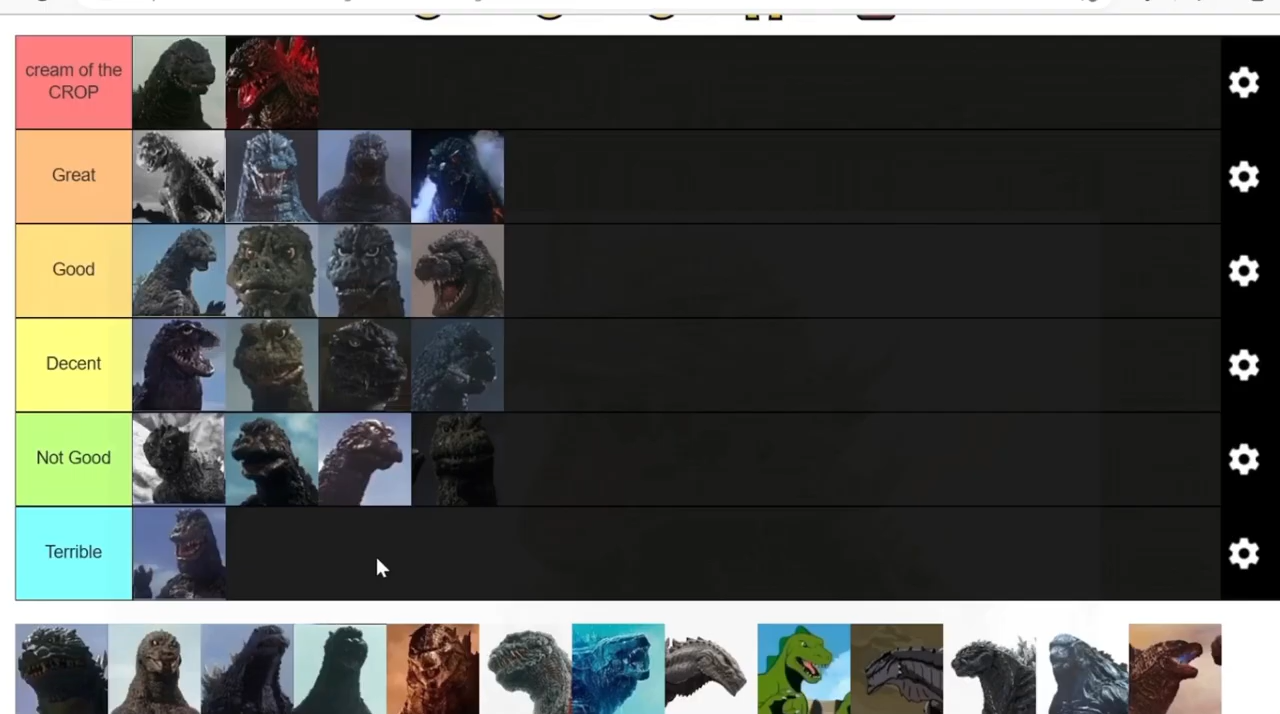 cream of the
CROP
Great
Good
Decent
Not Good
Terrible